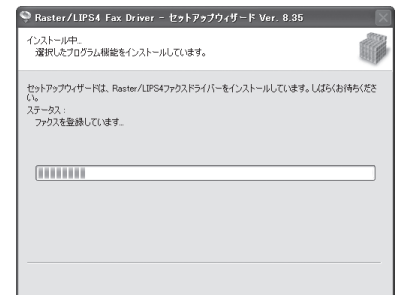 Raster/LIPS4 Fax Driver - セットアップウィザード Ver. 8.35
インストール中...
選択したプログラム機能をインストールしています。
セットアップウィザードは、Raster/LIPS4ファクスドライバーをインストールしています。しばらくお待ちくださ
い。
ステータス:
ファクスを登録しています...